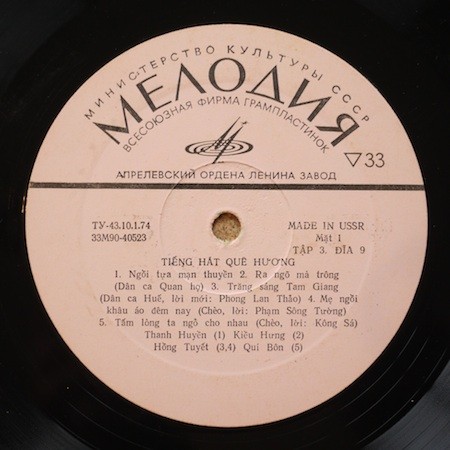 МИНИСТЕРСТВО КУЛЬТУРЫ СССР
МЕЛОДИЯ
ВСЕСОЮЗНАЯ ФИРМА ГРАМПЛАСТИНОК
▽33
АПРЕЛЕВСКИЙ ОРДЕНА ЛЕНИНА ЗАВОД
ТУ-43.10.1.74 MADE IN USSR
33М90-40523 Mặt 1
TẬP 3. ĐĨA 9
TIẾNG HÁT QUÊ HƯƠNG
1. Ngồi tựa mạn thuyền 2. Ra ngõ mà trông
(Dân ca Quan họ) 3. Trăng sáng Tam Giang
(Dân ca Huế, lời mới: Phong Lan Thảo) 4. Mẹ ngồi
khâu áo đêm nay (Chèo, lời: Phạm Sông Tường)
5. Tấm lòng ta ngỏ cho nhau (Chèo, lời: Kông Sá)
Thanh Huyền (1) Kiều Hưng (2)
Hồng Tuyết (3,4) Quí Bôn (5)